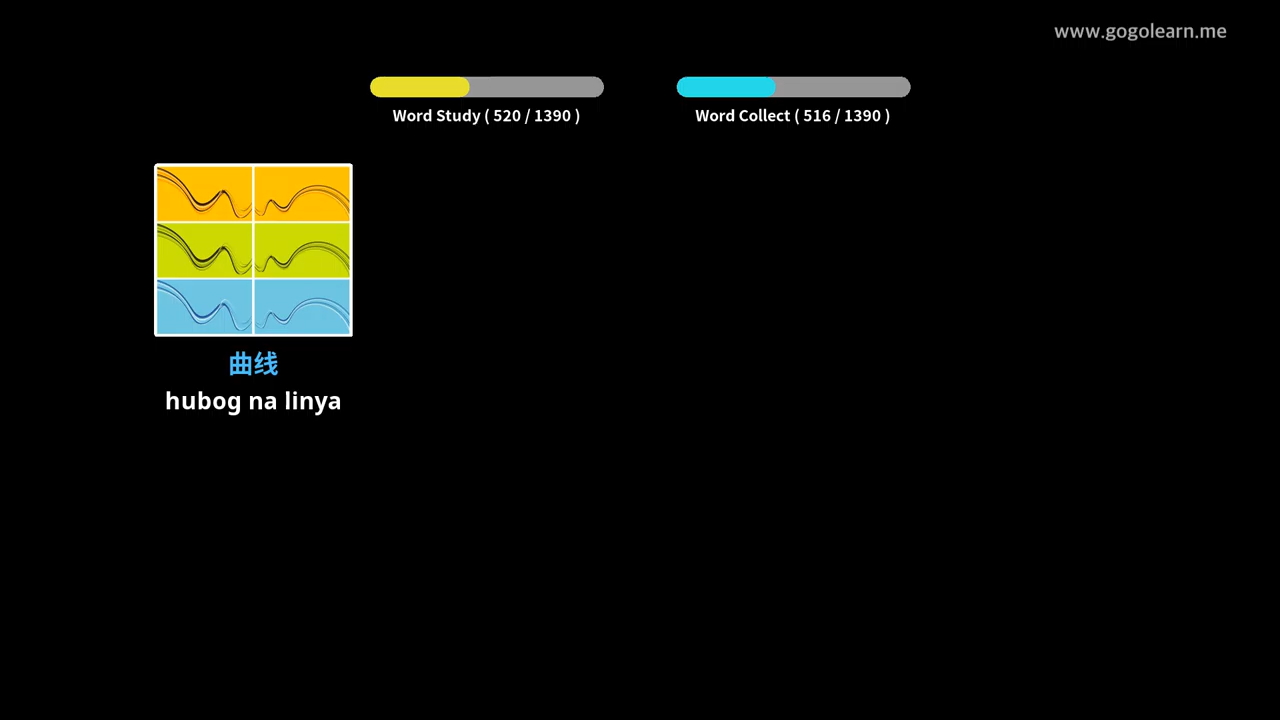 www.gogolearn.me
Word Study ( 520 / 1390 )
Word Collect ( 516 / 1390 )
曲线
hubog na linya